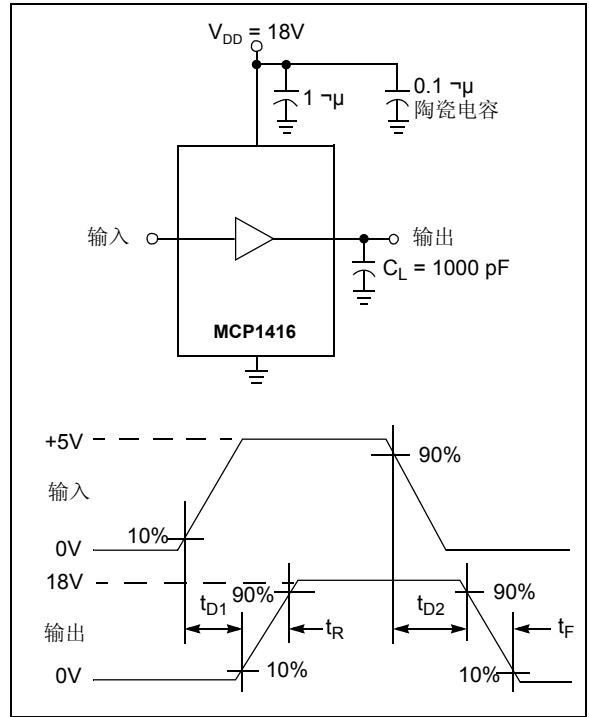 V_DD = 18V
1 ¬µ
0.1 ¬µ
陶瓷电容
输入
输出
C_L = 1000 pF
MCP1416
+5V
90%
输入
10%
0V
18V
t_D1
90%
t_R
t_D2
90%
t_F
输出
10%
10%
0V